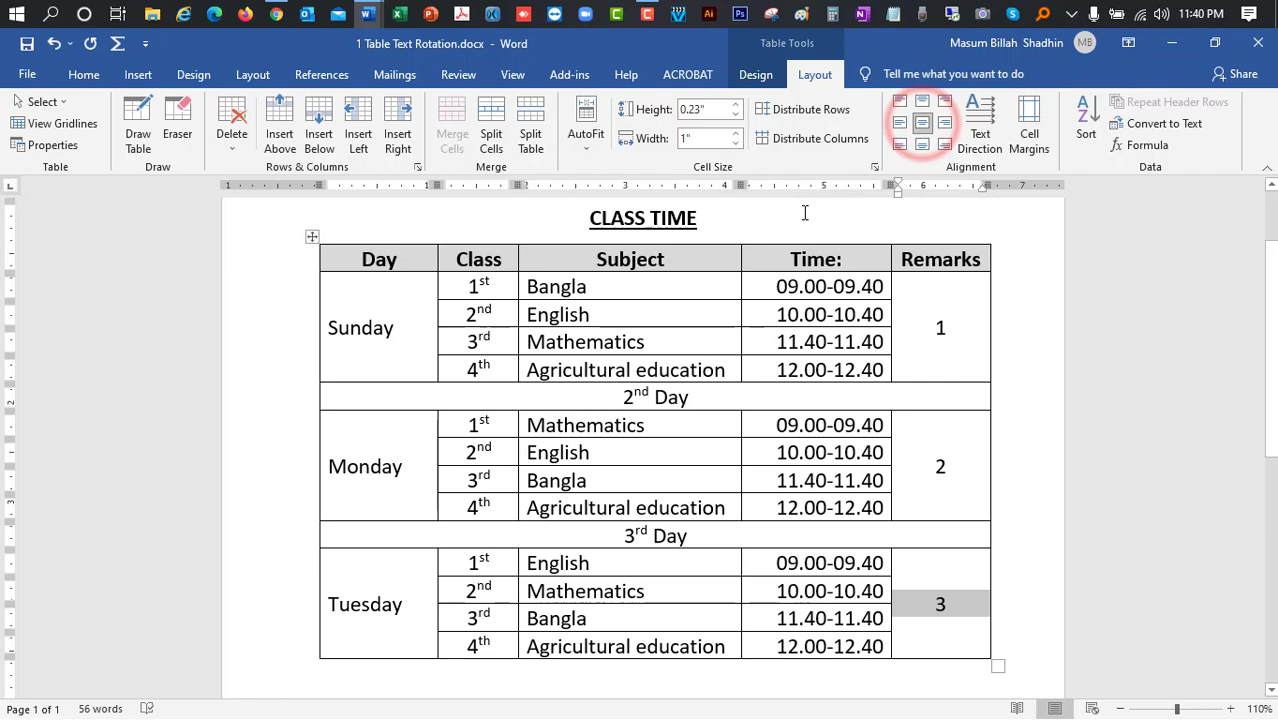 11:40 PM
1 Table Text Rotation.docx - Word
Table Tools
Masum Billah Shadhin MB
File Home Insert Design Layout References Mailings Review View Add-ins Help ACROBAT Design Layout Tell me what you want to do Share
Select
View Gridlines
Properties
Table
Draw Table
Eraser
Draw
Delete
Insert Above
Insert Below
Insert Left
Insert Right
Rows & Columns
Merge Cells
Split Cells
Split Table
Merge
AutoFit
Height: 0.23"
Width: 1"
Distribute Rows
Distribute Columns
Cell Size
Text Direction
Cell Margins
Alignment
Sort
Repeat Header Rows
Convert to Text
Formula
Data
1 1 2 3 4 5 6 7
CLASS TIME
Day Class Subject Time: Remarks
Sunday 1st Bangla 09.00-09.40 1
2nd English 10.00-10.40
3rd Mathematics 11.40-11.40
4th Agricultural education 12.00-12.40
2nd Day
Monday 1st Mathematics 09.00-09.40 2
2nd English 10.00-10.40
3rd Bangla 11.40-11.40
4th Agricultural education 12.00-12.40
3rd Day
Tuesday 1st English 09.00-09.40 3
2nd Mathematics 10.00-10.40
3rd Bangla 11.40-11.40
4th Agricultural education 12.00-12.40
Page 1 of 1 56 words 110%